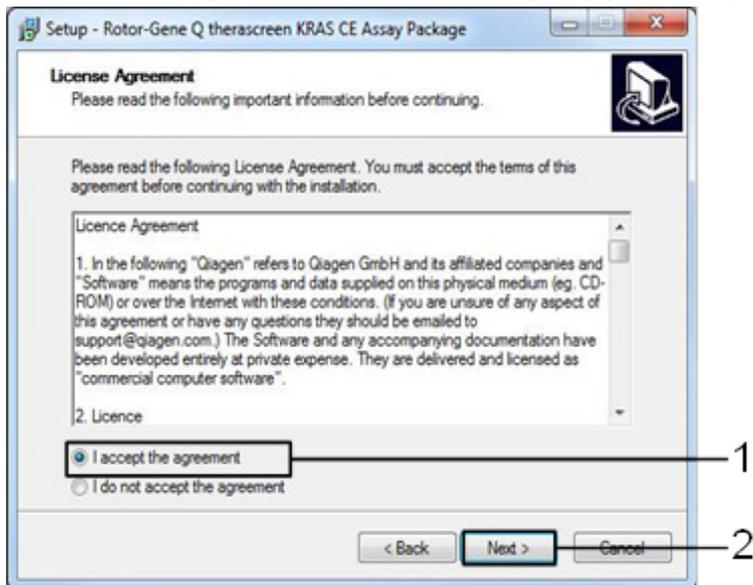 Setup - Rotor-Gene Q therascreen KRAS CE Assay Package
License Agreement
Please read the following important information before continuing.
Please read the following License Agreement. You must accept the terms of this
agreement before continuing with the installation.
Licence Agreement
1. In the following "Qiagen" refers to Qiagen GmbH and its affiliated companies and
"Software" means the programs and data supplied on this physical medium (eg. CD-
ROM) or over the Internet with these conditions. (If you are unsure of any aspect of
this agreement or have any questions they should be emailed to
support@qiagen.com.) The Software and any accompanying documentation have
been developed entirely at private expense. They are delivered and licensed as
"commercial computer software".
2. Licence
I accept the agreement
1
I do not accept the agreement
< Back
Next >
Cancel
2